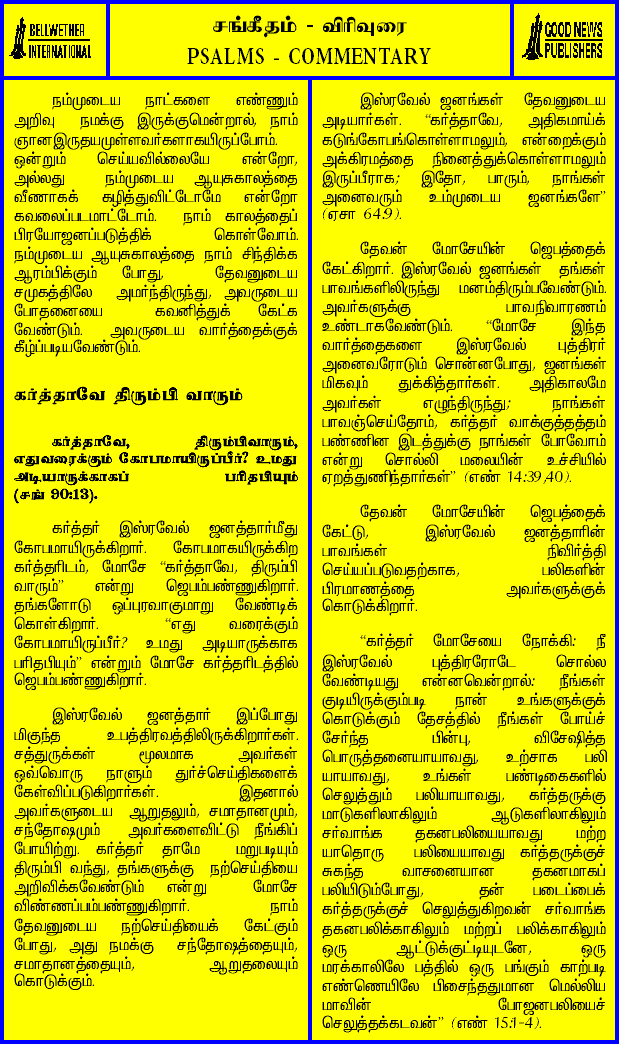 BELLWETHER
INTERNATIONAL
சங்கீதம் - விரிவுரை
PSALMS - COMMENTARY
GOOD NEWS
PUBLISHERS
நம்முடைய நாட்களை எண்ணும்
அறிவு நமக்கு இருக்குமென்றால், நாம்
ஞானஇருதயமுள்ளவர்களாகயிருப்போம்.
ஒன்றும் செய்யவில்லையே என்றோ,
அல்லது நம்முடைய ஆயுசுகாலத்தை
வீணாகக் கழித்துவிட்டோமே என்றோ
கவலைப்படமாட்டோம். நாம் காலத்தைப்
பிரயோஜனப்படுத்திக் கொள்வோம்.
நம்முடைய ஆயுசுகாலத்தை நாம் சிந்திக்க
ஆரம்பிக்கும் போது, தேவனுடைய
சமுகத்திலே அமர்ந்திருந்து, அவருடைய
போதனையை கவனித்துக் கேட்க
வேண்டும். அவருடைய வார்த்தைக்குக்
கீழ்ப்படியவேண்டும்.
கர்த்தாவே திரும்பி வாரும்
கர்த்தாவே, திரும்பிவாரும்,
எதுவரைக்கும் கோபமாயிருப்பீர்? உமது
அடியாருக்காகப் பரிதபியும்
(சங் 90:13).
கர்த்தர் இஸ்ரவேல் ஜனத்தார்மீது
கோபமாயிருக்கிறார். கோபமாகயிருக்கிற
கர்த்தரிடம், மோசே “கர்த்தாவே, திரும்பி
வாரும்” என்று ஜெபம்பண்ணுகிறார்.
தங்களோடு ஒப்புரவாகுமாறு வேண்டிக்
கொள்கிறார். “எது வரைக்கும்
கோபமாயிருப்பீர்? உமது அடியாருக்காக
பரிதபியும்” என்றும் மோசே கர்த்தரிடத்தில்
ஜெபம்பண்ணுகிறார்.
இஸ்ரவேல் ஜனத்தார் இப்போது
மிகுந்த உபத்திரவத்திலிருக்கிறார்கள்.
சத்துருக்கள் மூலமாக அவர்கள்
ஒவ்வொரு நாளும் துர்ச்செய்திகளைக்
கேள்விப்படுகிறார்கள். இதனால்
அவர்களுடைய ஆறுதலும், சமாதானமும்,
சந்தோஷமும் அவர்களைவிட்டு நீங்கிப்
போயிற்று. கர்த்தர் தாமே மறுபடியும்
திரும்பி வந்து, தங்களுக்கு நற்செய்தியை
அறிவிக்கவேண்டும் என்று மோசே
விண்ணப்பம்பண்ணுகிறார். நாம்
தேவனுடைய நற்செய்தியைக் கேட்கும்
போது, அது நமக்கு சந்தோஷத்தையும்,
சமாதானத்தையும், ஆறுதலையும்
கொடுக்கும்.
இஸ்ரவேல் ஜனங்கள் தேவனுடைய
அடியார்கள். “கர்த்தாவே, அதிகமாய்க்
கடுங்கோபங்கொள்ளாமலும், என்றைக்கும்
அக்கிரமத்தை நினைத்துக்கொள்ளாமலும்
இருப்பீராக; இதோ, பாரும், நாங்கள்
அனைவரும் உம்முடைய ஜனங்களே”
(ஏசா 64:9).
தேவன் மோசேயின் ஜெபத்தைக்
கேட்கிறார். இஸ்ரவேல் ஜனங்கள் தங்கள்
பாவங்களிலிருந்து மனம்திரும்பவேண்டும்.
அவர்களுக்கு பாவநிவாரணம்
உண்டாகவேண்டும். “மோசே இந்த
வார்த்தைகளை இஸ்ரவேல் புத்திரர்
அனைவரோடும் சொன்னபோது, ஜனங்கள்
மிகவும் துக்கித்தார்கள். அதிகாலமே
அவர்கள் எழுந்திருந்து; நாங்கள்
பாவஞ்செய்தோம், கர்த்தர் வாக்குத்தத்தம்
பண்ணின இடத்துக்கு நாங்கள் போவோம்
என்று சொல்லி மலையின் உச்சியில்
ஏறத்துணிந்தார்கள்” (எண் 14:39,40).
தேவன் மோசேயின் ஜெபத்தைக்
கேட்டு, இஸ்ரவேல் ஜனத்தாரின்
பாவங்கள் நிவிர்த்தி
செய்யப்படுவதற்காக, பலிகளின்
பிரமாணத்தை அவர்களுக்குக்
கொடுக்கிறார்.
“கர்த்தர் மோசேயை நோக்கி: நீ
இஸ்ரவேல் புத்திரரோடே சொல்ல
வேண்டியது என்னவென்றால்: நீங்கள்
குடியிருக்கும்படி நான் உங்களுக்குக்
கொடுக்கும் தேசத்தில் நீங்கள் போய்ச்
சேர்ந்த பின்பு, விசேஷித்த
பொருத்தனையாயாவது, உற்சாக பலி
யாயாவது, உங்கள் பண்டிகைகளில்
செலுத்தும் பலியாயாவது, கர்த்தருக்கு
மாடுகளிலாகிலும் ஆடுகளிலாகிலும்
சர்வாங்க தகனபலியையாவது மற்ற
யாதொரு பலியையாவது கர்த்தருக்குச்
சுகந்த வாசனையான தகனமாகப்
பலியிடும்போது, தன் படைப்பைக்
கர்த்தருக்குச் செலுத்துகிறவன் சர்வாங்க
தகனபலிக்காகிலும் மற்றப் பலிக்காகிலும்
ஒரு ஆட்டுக்குட்டியுடனே, ஒரு
மரக்காலிலே பத்தில் ஒரு பங்கும் காற்படி
எண்ணெயிலே பிசைந்ததுமான மெல்லிய
மாவின் போஜனபலியைச்
செலுத்தக்கடவன்” (எண் 15:1-4).